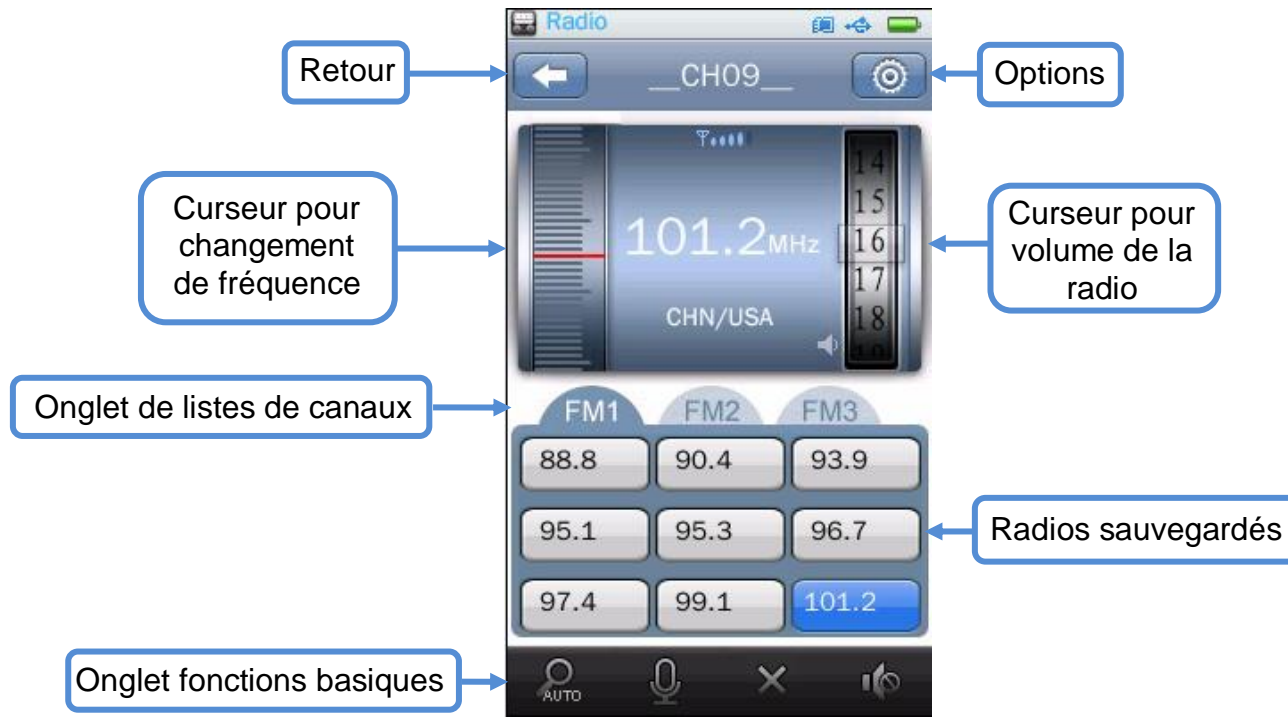 Radio
Retour
__CH09__
Options
14
15
16
17
18
19
101.2MHz
CHN/USA
Curseur pour
changement
de fréquence
Curseur pour
volume de la
radio
Onglet de listes de canaux
FM1 FM2 FM3
88.8 90.4 93.9
95.1 95.3 96.7
97.4 99.1 101.2
Radios sauvegardés
Onglet fonctions basiques
AUTO